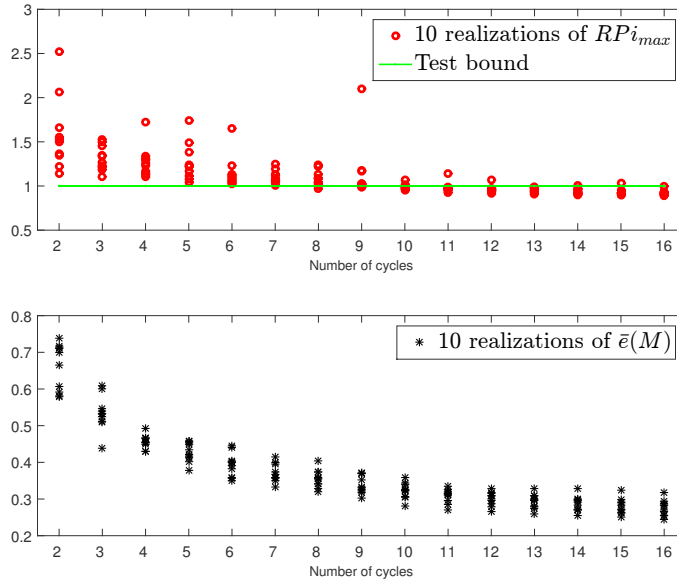 3
2.5
2
1.5
1
0.5
10 realizations of RPi_max
Test bound
2 3 4 5 6 7 8 9 10 11 12 13 14 15 16
Number of cycles
0.8
0.7
0.6
0.5
0.4
0.3
0.2
10 realizations of ē(M)
2 3 4 5 6 7 8 9 10 11 12 13 14 15 16
Number of cycles